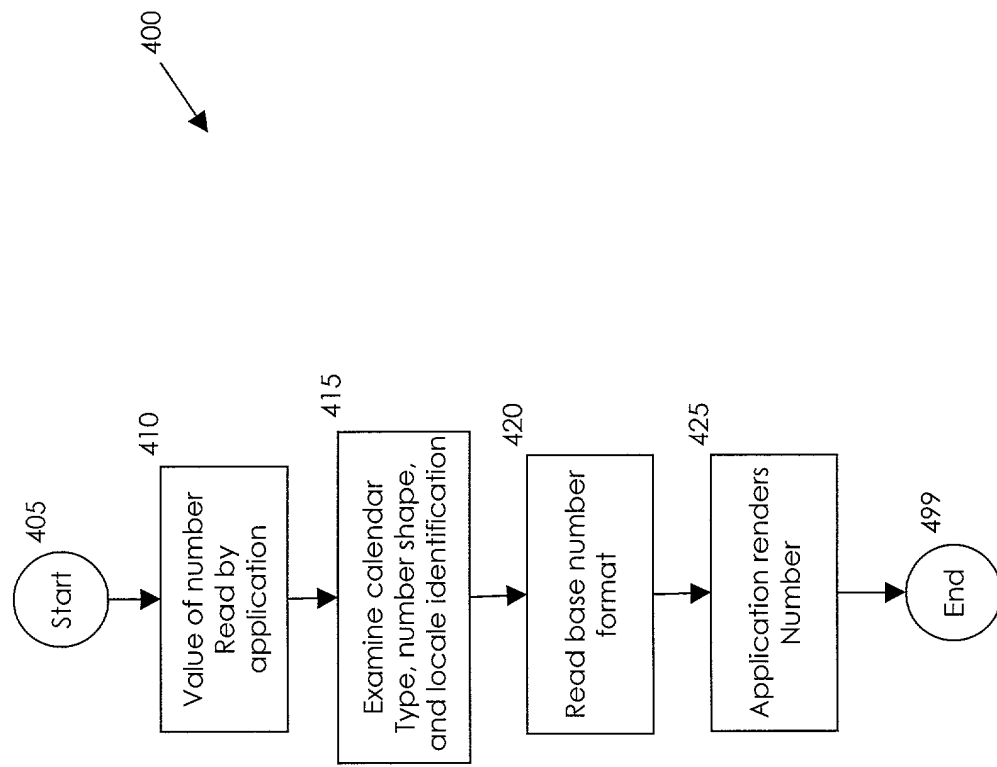 400
405
Start
410
Value of number
Read by
application
415
Examine calendar
Type, number shape,
and locale identification
420
Read base number
format
425
Application renders
Number
499
End